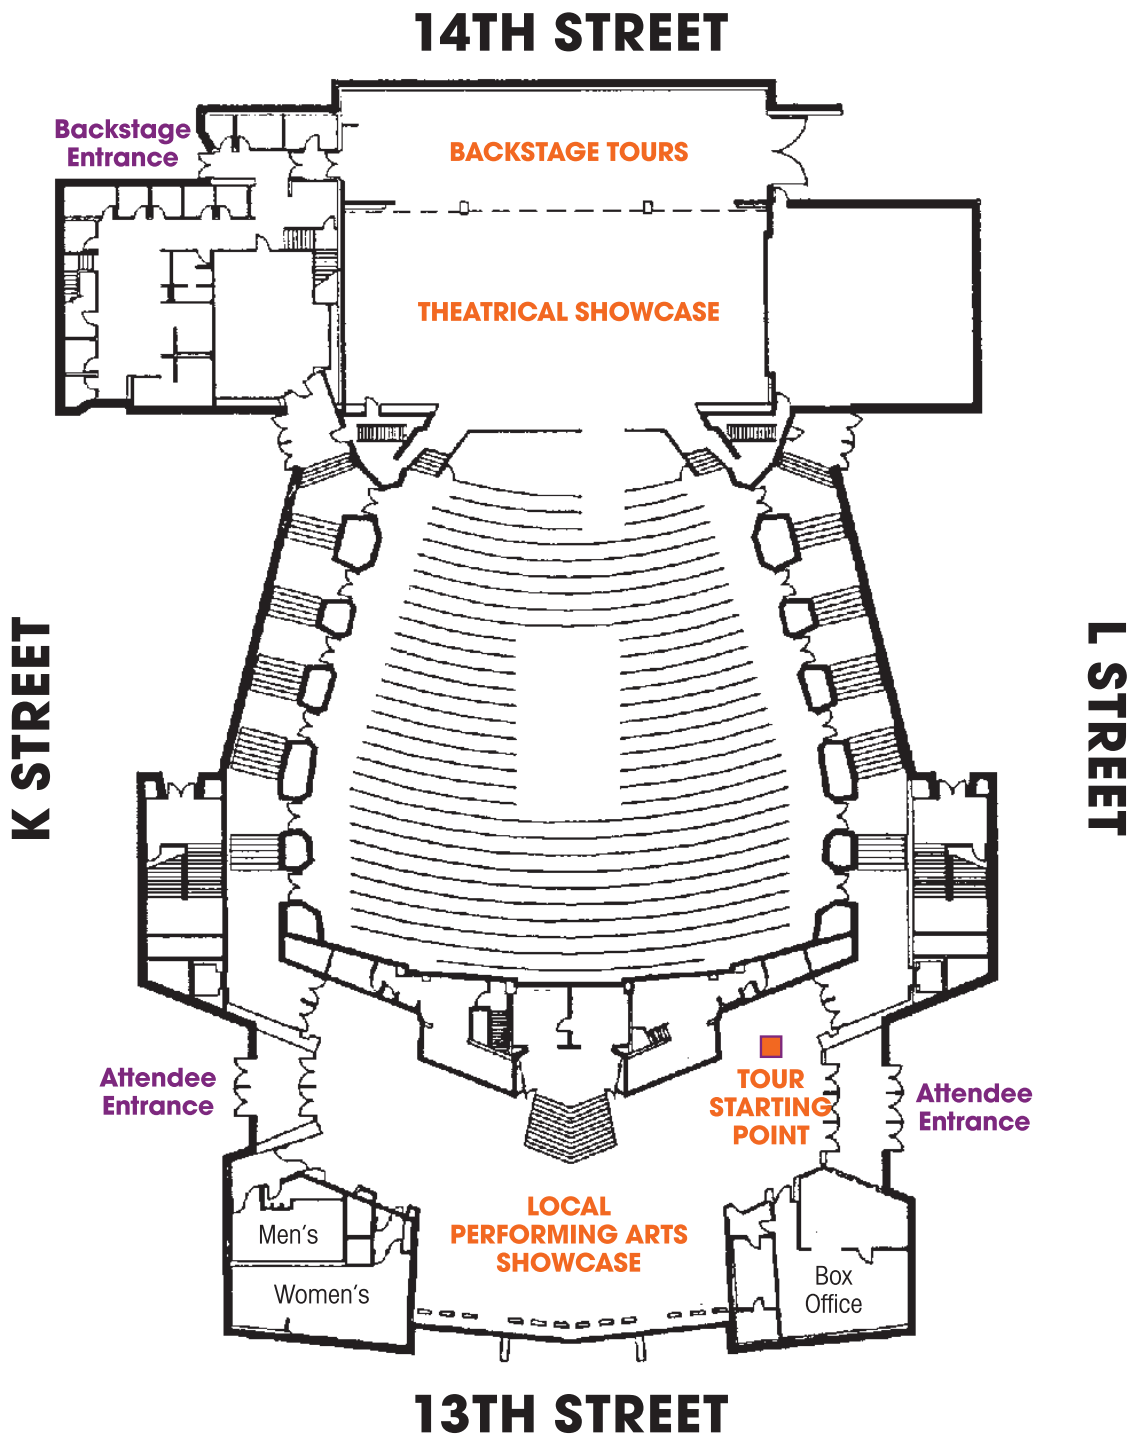 14TH STREET
Backstage
Entrance
BACKSTAGE TOURS
THEATRICAL SHOWCASE
K STREET
L STREET
Attendee
Entrance
TOUR
STARTING
POINT
Attendee
Entrance
LOCAL
PERFORMING ARTS
SHOWCASE
Men's
Women's
Box
Office
13TH STREET